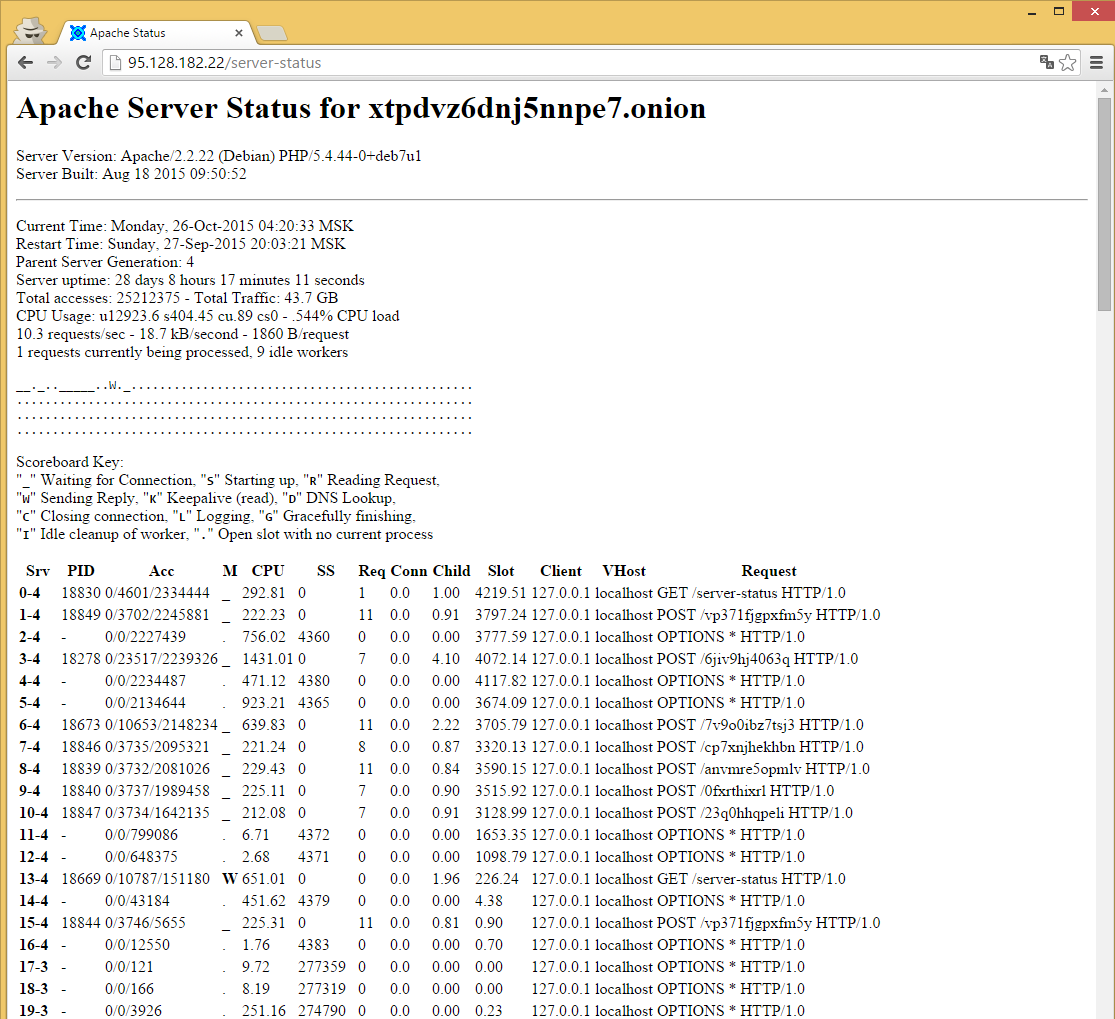 Apache Status
95.128.182.22/server-status
Apache Server Status for xtpdvz6dnj5nnpe7.onion
Server Version: Apache/2.2.22 (Debian) PHP/5.4.44-0+deb7u1
Server Built: Aug 18 2015 09:50:52
Current Time: Monday, 26-Oct-2015 04:20:33 MSK
Restart Time: Sunday, 27-Sep-2015 20:03:21 MSK
Parent Server Generation: 4
Server uptime: 28 days 8 hours 17 minutes 11 seconds
Total accesses: 25212375 - Total Traffic: 43.7 GB
CPU Usage: u12923.6 s404.45 cu.89 cs0 - .544% CPU load
10.3 requests/sec - 18.7 kB/second - 1860 B/request
1 requests currently being processed, 9 idle workers
__._.._____..W._................................................
................................................................
................................................................
................................................................
Scoreboard Key:
"_" Waiting for Connection, "S" Starting up, "R" Reading Request,
"W" Sending Reply, "K" Keepalive (read), "D" DNS Lookup,
"C" Closing connection, "L" Logging, "G" Gracefully finishing,
"I" Idle cleanup of worker, "." Open slot with no current process
Srv PID Acc M CPU SS Req Conn Child Slot Client VHost Request
0-4 18830 0/4601/2334444 _ 292.81 0 1 0.0 1.00 4219.51 127.0.0.1 localhost GET /server-status HTTP/1.0
1-4 18849 0/3702/2245881 _ 222.23 0 11 0.0 0.91 3797.24 127.0.0.1 localhost POST /vp371fjgpxfm5y HTTP/1.0
2-4 - 0/0/2227439 . 756.02 4360 0 0.0 0.00 3777.59 127.0.0.1 localhost OPTIONS * HTTP/1.0
3-4 18278 0/23517/2239326 _ 1431.01 0 7 0.0 4.10 4072.14 127.0.0.1 localhost POST /6jiv9hj4063q HTTP/1.0
4-4 - 0/0/2234487 . 471.12 4380 0 0.0 0.00 4117.82 127.0.0.1 localhost OPTIONS * HTTP/1.0
5-4 - 0/0/2134644 . 923.21 4365 0 0.0 0.00 3674.09 127.0.0.1 localhost OPTIONS * HTTP/1.0
6-4 18673 0/10653/2148234 _ 639.83 0 11 0.0 2.22 3705.79 127.0.0.1 localhost POST /7v9o0ibz7tsj3 HTTP/1.0
7-4 18846 0/3735/2095321 _ 221.24 0 8 0.0 0.87 3320.13 127.0.0.1 localhost POST /cp7xnjhekhbn HTTP/1.0
8-4 18839 0/3732/2081026 _ 229.43 0 11 0.0 0.84 3590.15 127.0.0.1 localhost POST /anvmre5opmlv HTTP/1.0
9-4 18840 0/3737/1989458 _ 225.11 0 7 0.0 0.90 3515.92 127.0.0.1 localhost POST /0fxrthixrl HTTP/1.0
10-4 18847 0/3734/1642135 _ 212.08 0 7 0.0 0.91 3128.99 127.0.0.1 localhost POST /23q0hhqpeli HTTP/1.0
11-4 - 0/0/799086 . 6.71 4372 0 0.0 0.00 1653.35 127.0.0.1 localhost OPTIONS * HTTP/1.0
12-4 - 0/0/648375 . 2.68 4371 0 0.0 0.00 1098.79 127.0.0.1 localhost OPTIONS * HTTP/1.0
13-4 18669 0/10787/151180 W 651.01 0 0 0.0 1.96 226.24 127.0.0.1 localhost GET /server-status HTTP/1.0
14-4 - 0/0/43184 . 451.62 4379 0 0.0 0.00 4.38 127.0.0.1 localhost OPTIONS * HTTP/1.0
15-4 18844 0/3746/5655 _ 225.31 0 11 0.0 0.81 0.90 127.0.0.1 localhost POST /vp371fjgpxfm5y HTTP/1.0
16-4 - 0/0/12550 . 1.76 4383 0 0.0 0.00 0.70 127.0.0.1 localhost OPTIONS * HTTP/1.0
17-3 - 0/0/121 . 9.72 277359 0 0.0 0.00 0.00 127.0.0.1 localhost OPTIONS * HTTP/1.0
18-3 - 0/0/166 . 8.19 277319 0 0.0 0.00 0.00 127.0.0.1 localhost OPTIONS * HTTP/1.0
19-3 - 0/0/3926 . 251.16 274790 0 0.0 0.00 0.23 127.0.0.1 localhost OPTIONS * HTTP/1.0